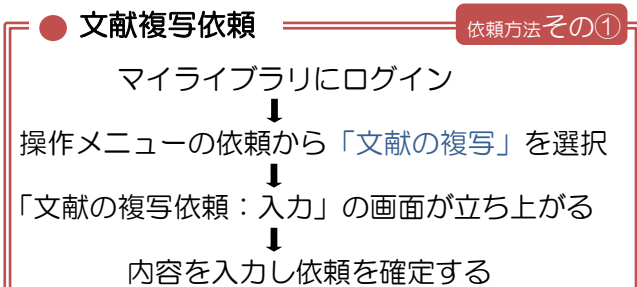 文献複写依頼
依頼方法その①
マイライブラリにログイン
⬇
操作メニューの依頼から「文献の複写」を選択
⬇
「文献の複写依頼：入力」の画面が立ち上がる
⬇
内容を入力し依頼を確定する